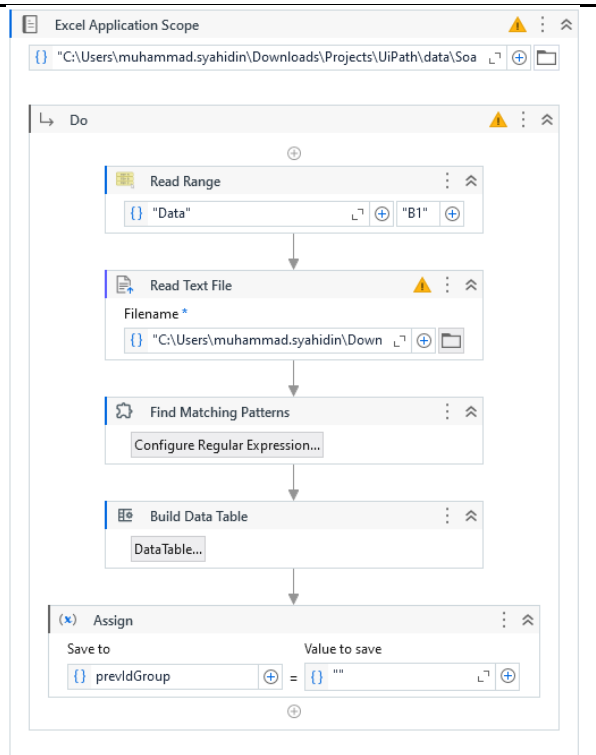 Excel Application Scope
"C:\Users\muhammad.syahidin\Downloads\Projects\UiPath\data\Soa
Do
Read Range
"Data" "B1"
Read Text File
Filename *
"C:\Users\muhammad.syahidin\Down
Find Matching Patterns
Configure Regular Expression...
Build Data Table
DataTable...
(x) Assign
Save to Value to save
{} prevIdGroup = {} ""